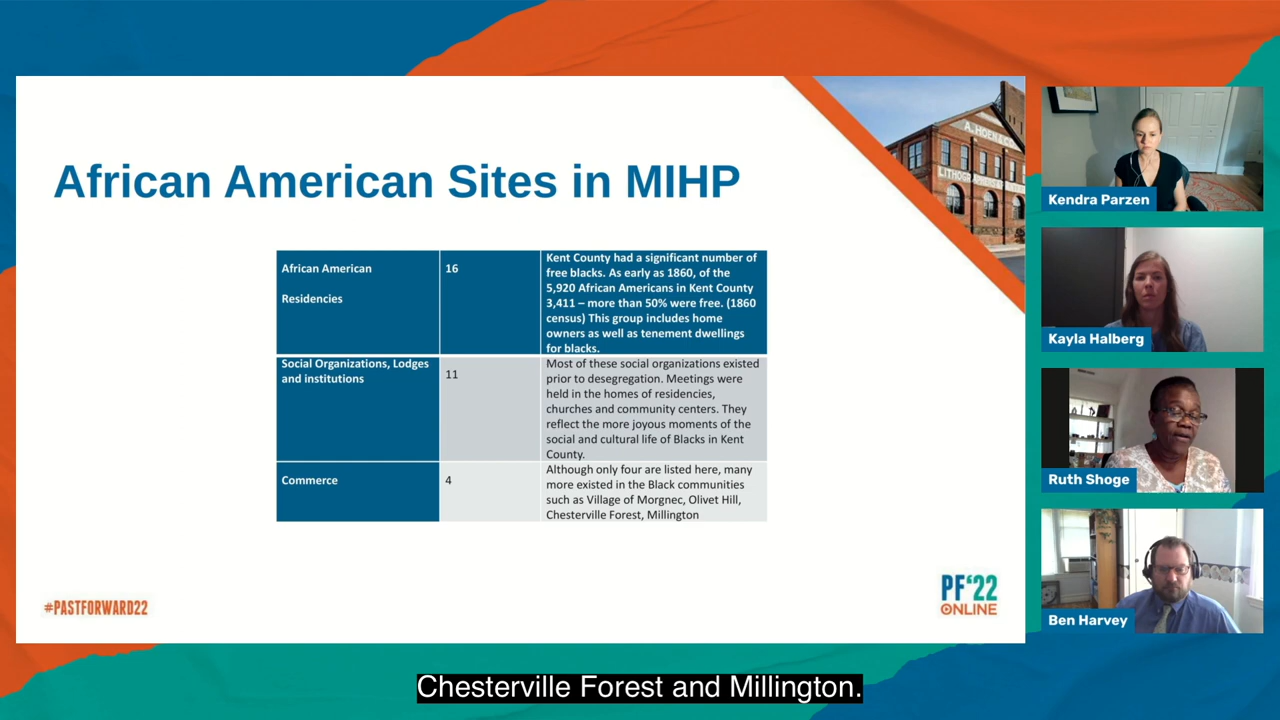 African American Sites in MIHP
African American
Residencies
16
Kent County had a significant number of
free blacks. As early as 1860, of the
5,920 African Americans in Kent County
3,411 – more than 50% were free. (1860
census) This group includes home
owners as well as tenement dwellings
for blacks.
Social Organizations, Lodges
and institutions
11
Most of these social organizations existed
prior to desegregation. Meetings were
held in the homes of residencies,
churches and community centers. They
reflect the more joyous moments of the
social and cultural life of Blacks in Kent
County.
Commerce
4
Although only four are listed here, many
more existed in the Black communities
such as Village of Morgnec, Olivet Hill,
Chesterville Forest, Millington
A. HOEN & CO.
#PASTFORWARD22
PF'22
ONLINE
Kendra Parzen
Kayla Halberg
Ruth Shoge
Ben Harvey
Chesterville Forest and Millington.